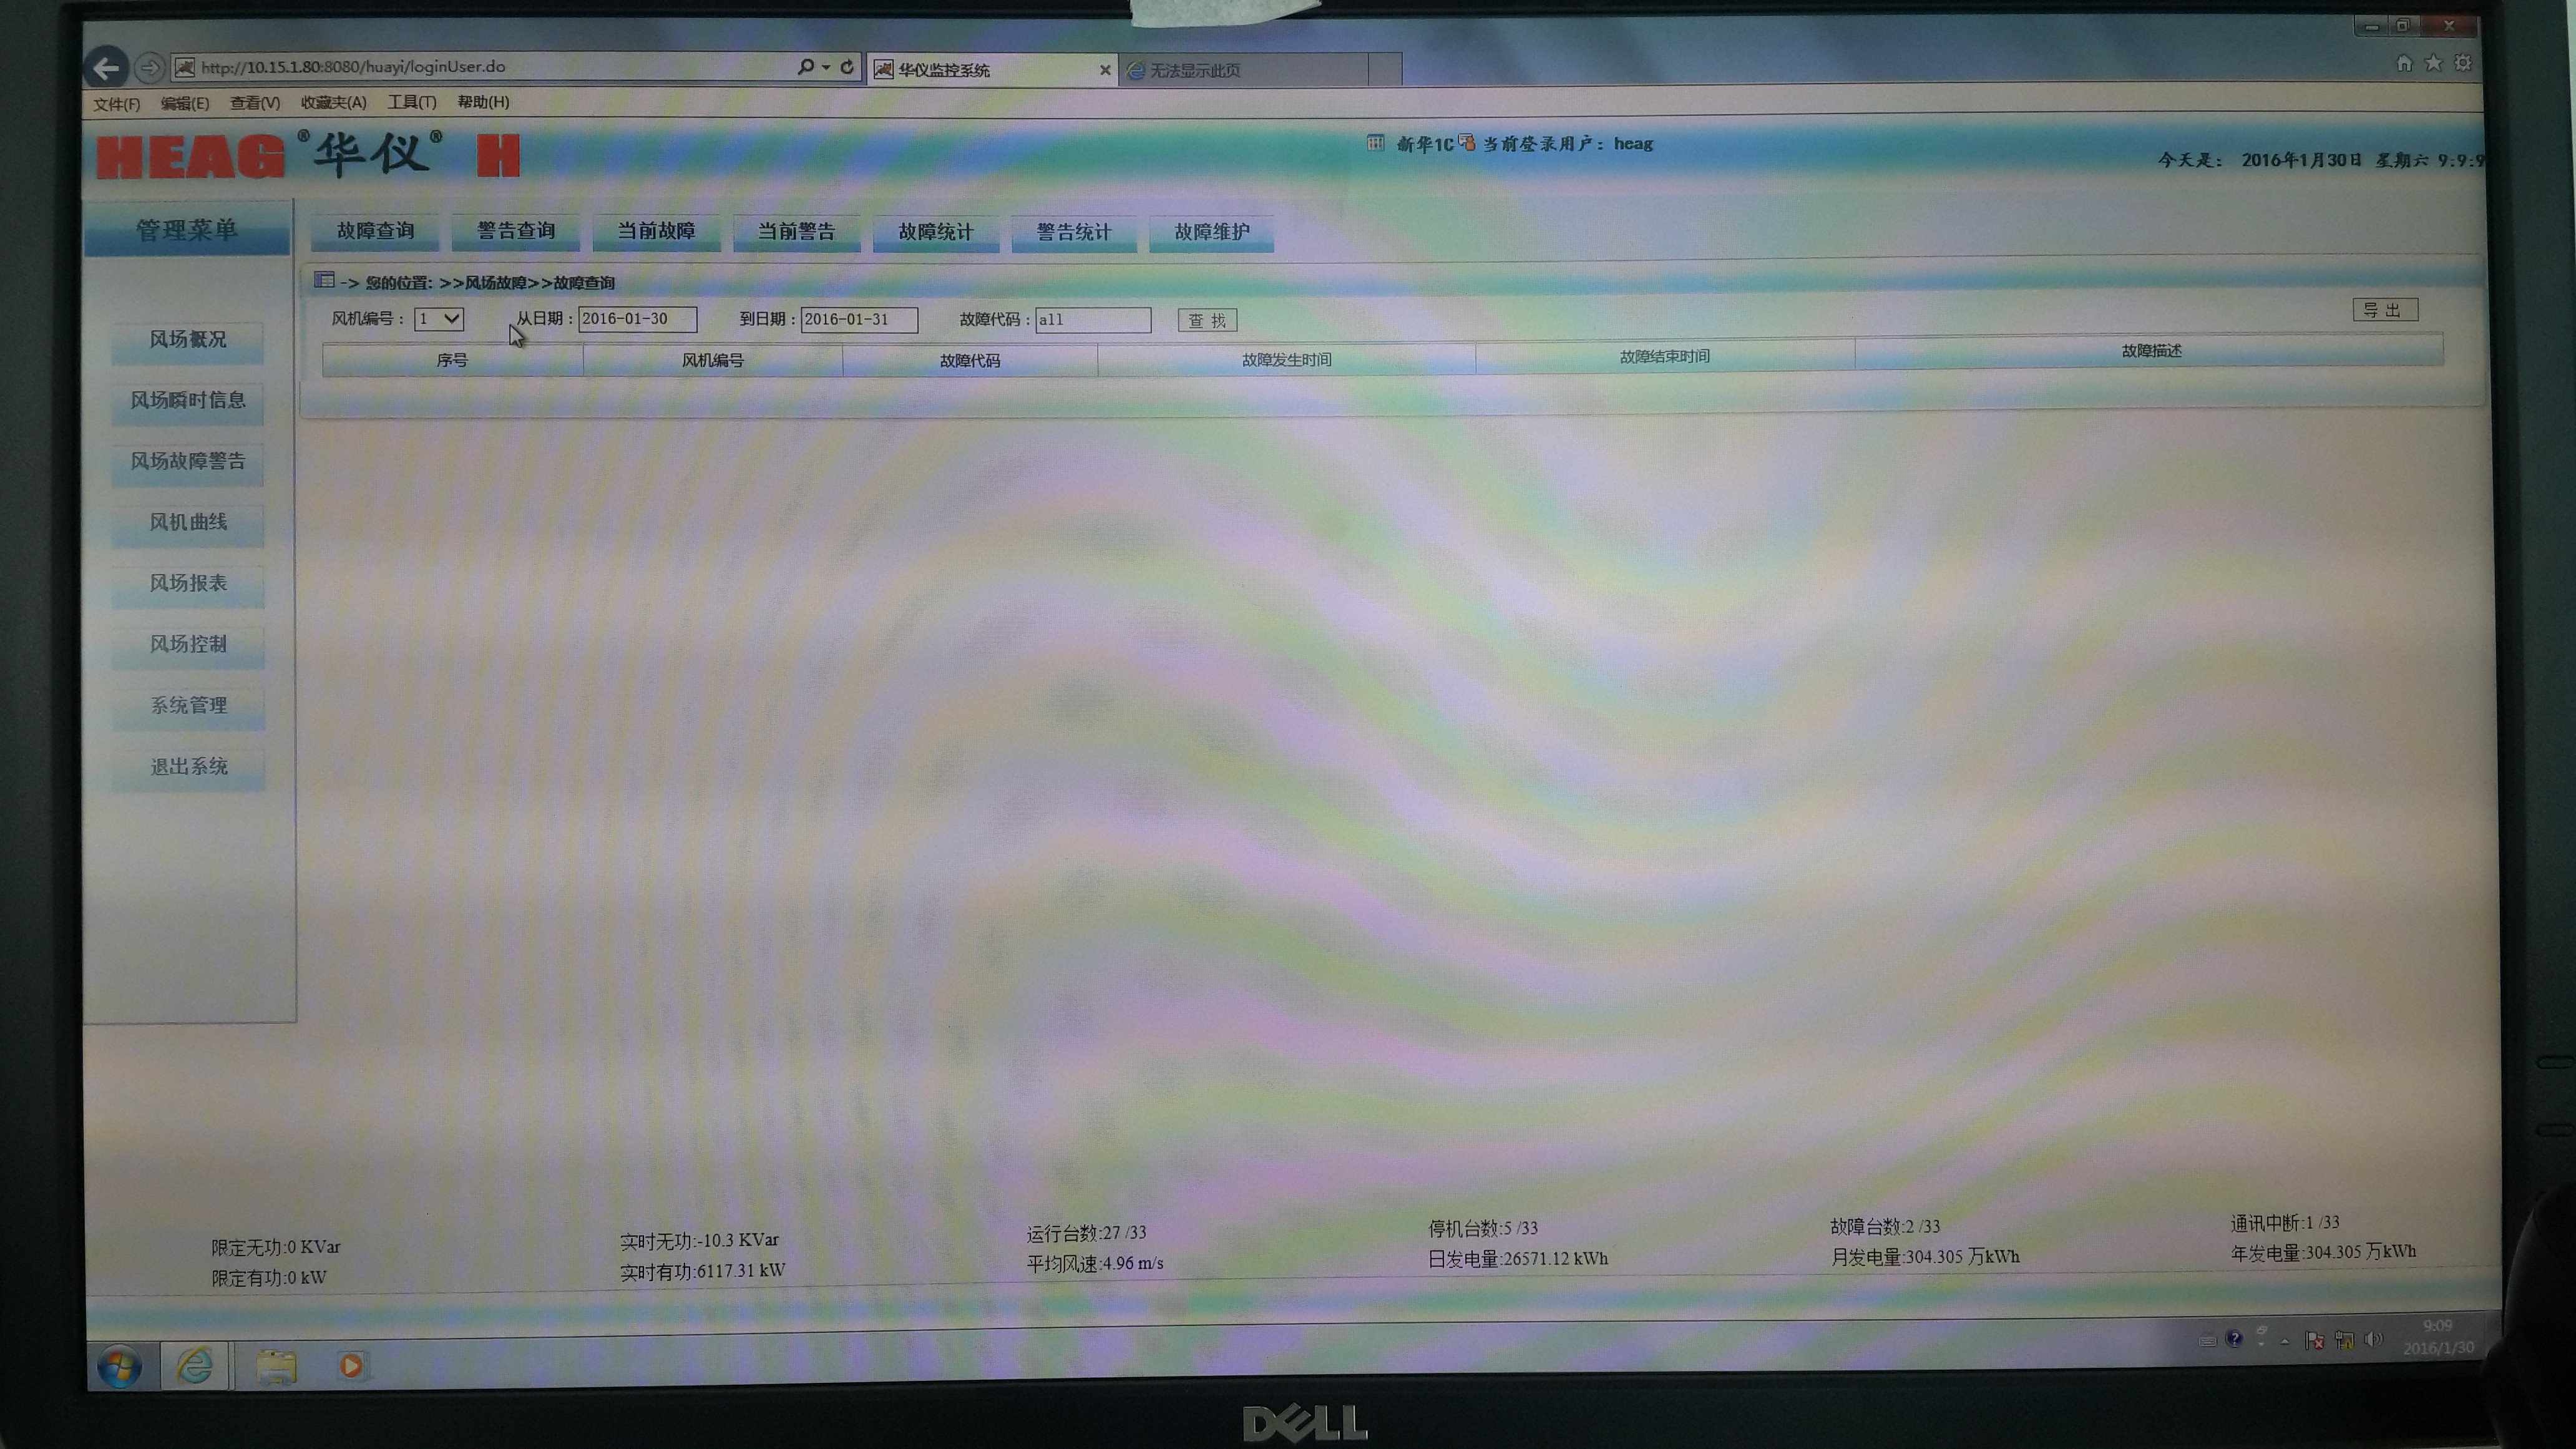 http://10.15.1.80:8080/huayi/loginUser.do
华仪监控系统
无法显示此页
文件(F) 编辑(E) 查看(V) 收藏夹(A) 工具(T) 帮助(H)
HEAG®华仪® H
新华1C 当前登录用户：heag
今天是： 2016年1月30日 星期六 9:9:9
管理菜单
故障查询 警告查询 当前故障 当前警告 故障统计 警告统计 故障维护
-> 您的位置: >>风场故障>>故障查询
风机编号：1 从日期：2016-01-30 到日期：2016-01-31 故障代码：all 查 找
导 出
序号 风机编号 故障代码 故障发生时间 故障结束时间 故障描述
风场概况
风场瞬时信息
风场故障警告
风机曲线
风场报表
风场控制
系统管理
退出系统
限定无功:0 KVar 实时无功:-10.3 KVar 运行台数:27 /33 停机台数:5 /33 故障台数:2 /33 通讯中断:1 /33
限定有功:0 kW 实时有功:6117.31 kW 平均风速:4.96 m/s 日发电量:26571.12 kWh 月发电量:304.305 万kWh 年发电量:304.305 万kWh
9:09
2016/1/30
DELL